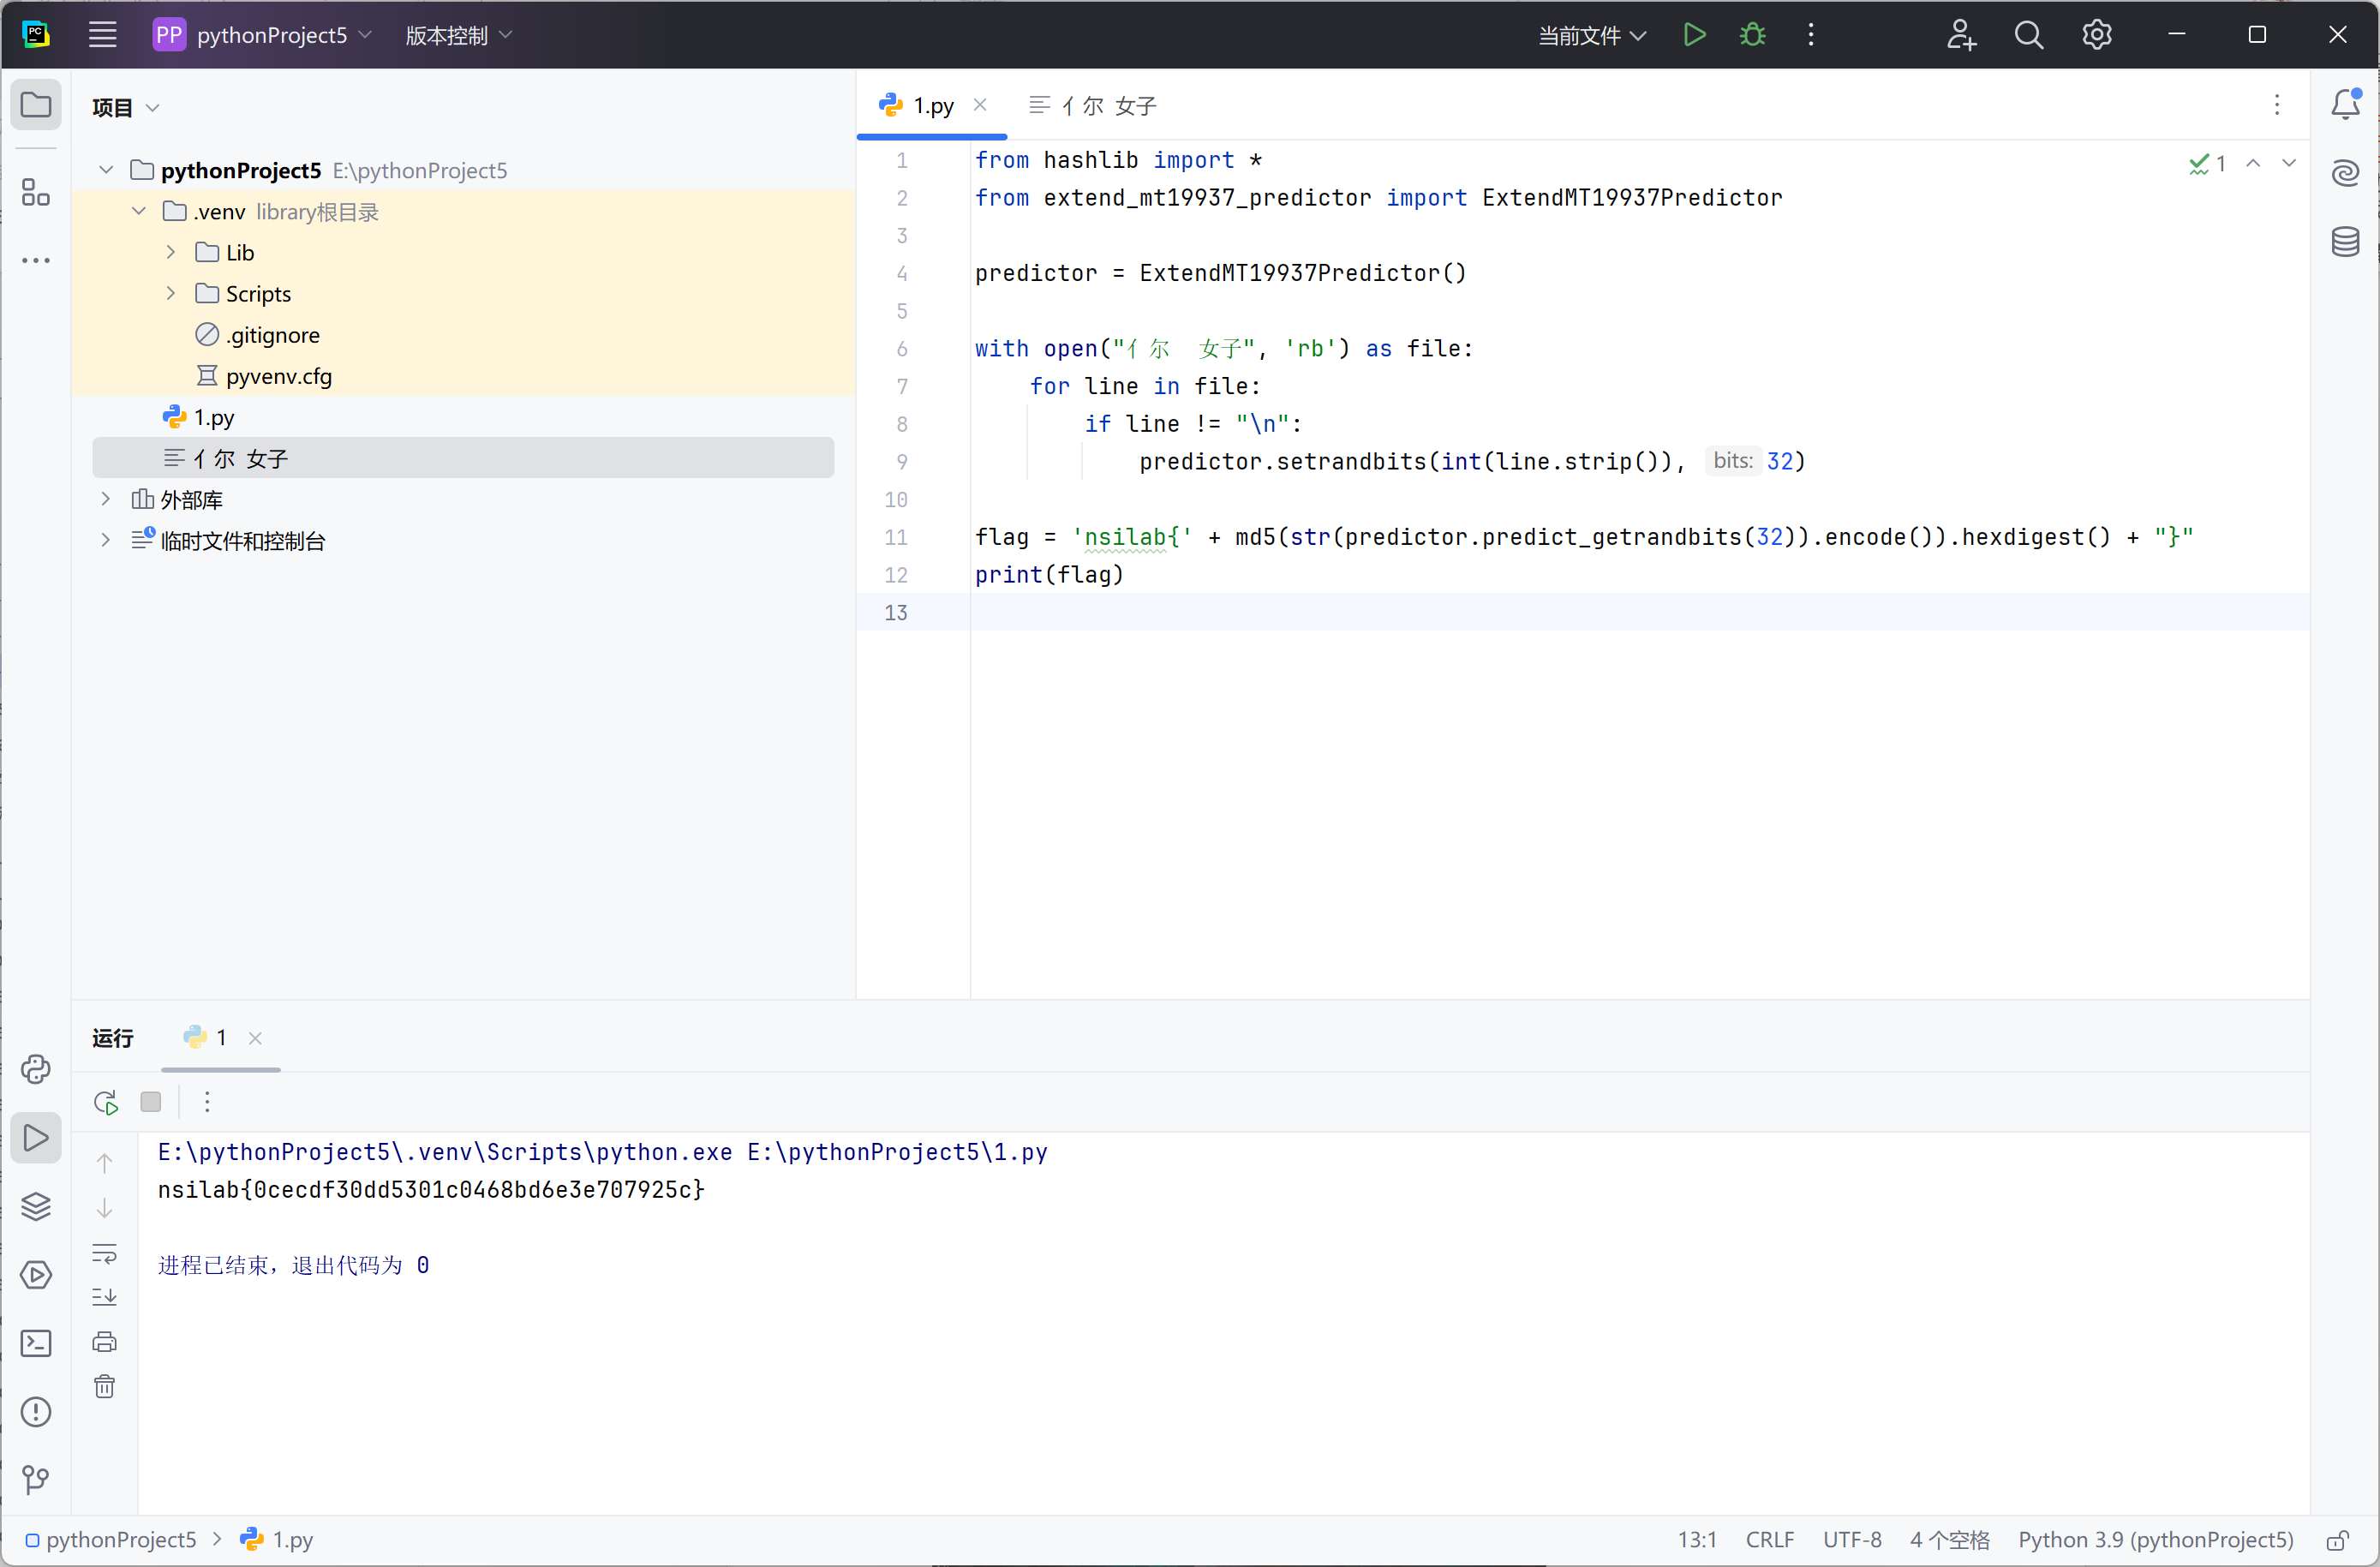 PC
PP pythonProject5 版本控制 当前文件
项目
pythonProject5 E:\pythonProject5
.venv library根目录
Lib
Scripts
.gitignore
pyvenv.cfg
1.py
亻尔 女子
外部库
临时文件和控制台
1.py 亻尔 女子
1 from hashlib import *
2 from extend_mt19937_predictor import ExtendMT19937Predictor
3
4 predictor = ExtendMT19937Predictor()
5
6 with open("亻尔  女子", 'rb') as file:
7     for line in file:
8         if line != "\n":
9             predictor.setrandbits(int(line.strip()), bits: 32)
10
11 flag = 'nsilab{' + md5(str(predictor.predict_getrandbits(32)).encode()).hexdigest() + "}"
12 print(flag)
13
1
运行 1
E:\pythonProject5\.venv\Scripts\python.exe E:\pythonProject5\1.py
nsilab{0cecdf30dd5301c0468bd6e3e707925c}
进程已结束，退出代码为 0
pythonProject5 1.py 13:1 CRLF UTF-8 4 个空格 Python 3.9 (pythonProject5)